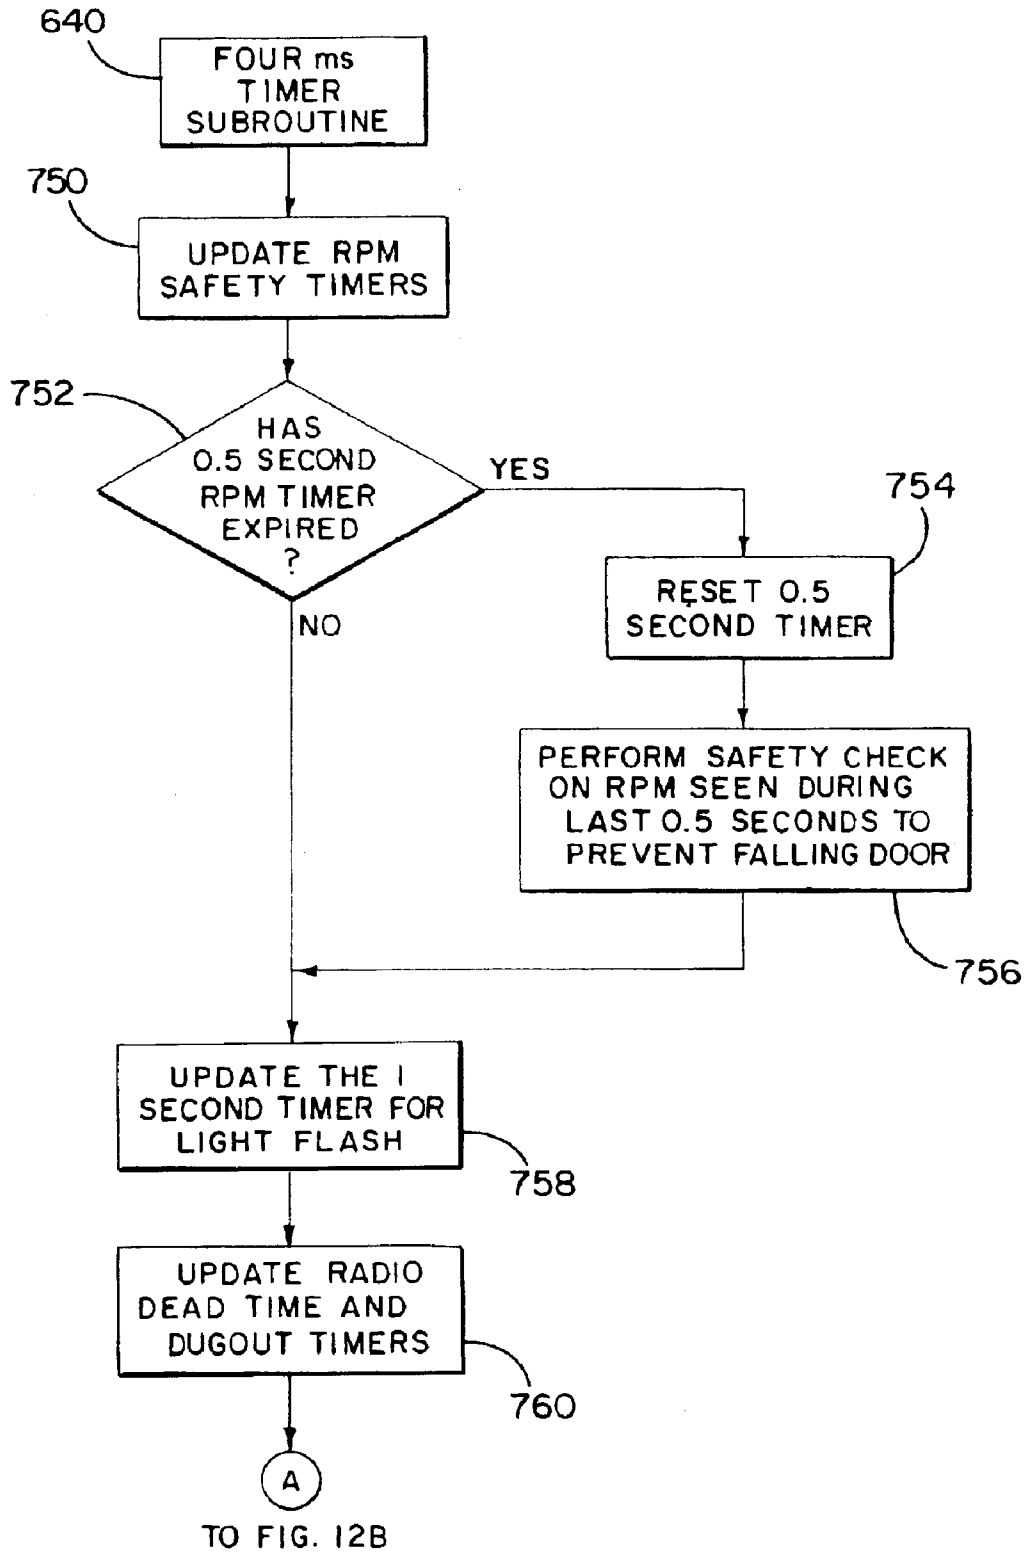 640
FOUR ms
TIMER
SUBROUTINE
750
UPDATE RPM
SAFETY TIMERS
752
HAS
0.5 SECOND
RPM TIMER
EXPIRED
?
YES
NO
754
RESET 0.5
SECOND TIMER
PERFORM SAFETY CHECK
ON RPM SEEN DURING
LAST 0.5 SECONDS TO
PREVENT FALLING DOOR
756
UPDATE THE 1
SECOND TIMER FOR
LIGHT FLASH
758
UPDATE RADIO
DEAD TIME AND
DUGOUT TIMERS
760
A
TO FIG. 12B